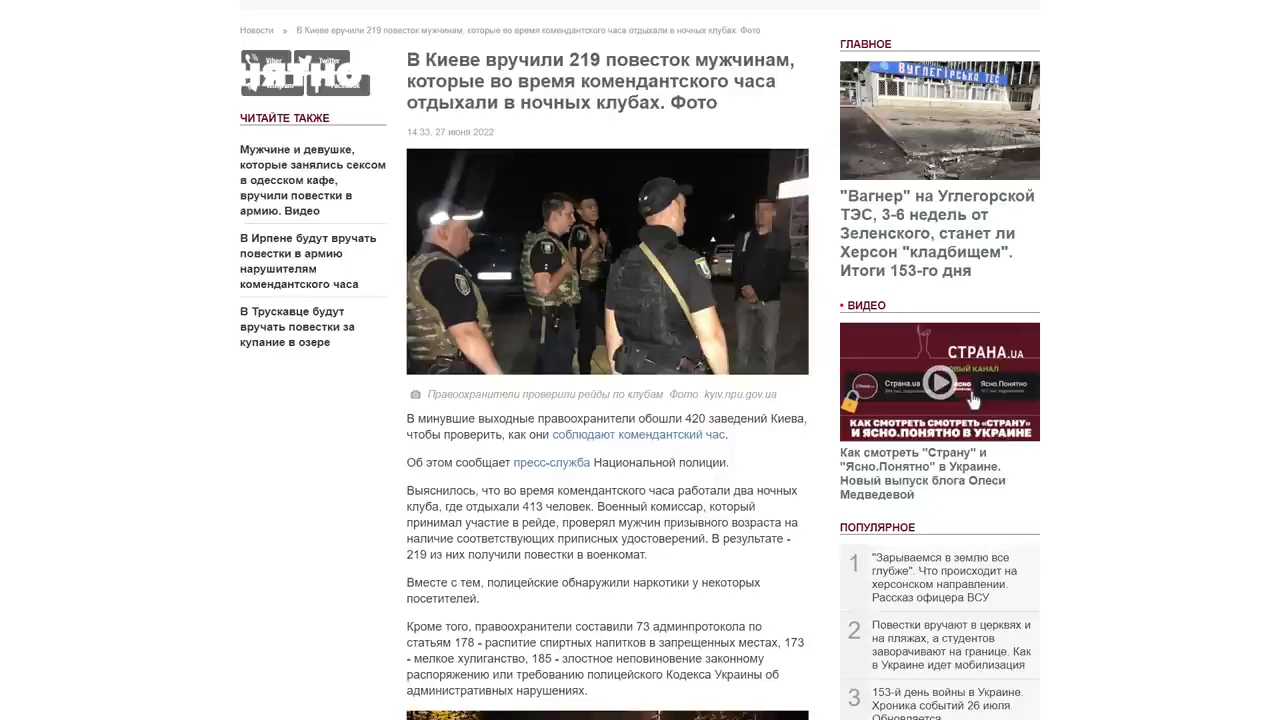 Новости » В Киеве вручили 219 повесток мужчинам, которые во время комендантского часа отдыхали в ночных клубах. Фото
Viber
Twitter
Telegram
Facebook
ЧИТАЙТЕ ТАКЖЕ
Мужчине и девушке,
которые занялись сексом
в одесском кафе,
вручили повестки в
армию. Видео
В Ирпене будут вручать
повестки в армию
нарушителям
комендантского часа
В Трускавце будут
вручать повестки за
купание в озере
В Киеве вручили 219 повесток мужчинам,
которые во время комендантского часа
отдыхали в ночных клубах. Фото
14:33, 27 июня 2022
Правоохранители проверили рейды по клубам. Фото: kyiv.npu.gov.ua
В минувшие выходные правоохранители обошли 420 заведений Киева,
чтобы проверить, как они соблюдают комендантский час.
Об этом сообщает пресс-служба Национальной полиции.
Выяснилось, что во время комендантского часа работали два ночных
клуба, где отдыхали 413 человек. Военный комиссар, который
принимал участие в рейде, проверял мужчин призывного возраста на
наличие соответствующих приписных удостоверений. В результате -
219 из них получили повестки в военкомат.
Вместе с тем, полицейские обнаружили наркотики у некоторых
посетителей.
Кроме того, правоохранители составили 73 админпротокола по
статьям 178 - распитие спиртных напитков в запрещенных местах, 173
- мелкое хулиганство, 185 - злостное неповиновение законному
распоряжению или требованию полицейского Кодекса Украины об
административных нарушениях.
ГЛАВНОЕ
ВУГЛЕГІРСЬКА ТЕС
"Вагнер" на Углегорской
ТЭС, 3-6 недель от
Зеленского, станет ли
Херсон "кладбищем".
Итоги 153-го дня
• ВИДЕО
СТРАНА.UA
НОВЫЙ КАНАЛ
Страна.ua
Ясно.Понятно
КАК СМОТРЕТЬ СМОТРЕТЬ «СТРАНУ»
И ЯСНО.ПОНЯТНО В УКРАИНЕ
Как смотреть "Страну" и
"Ясно.Понятно" в Украине.
Новый выпуск блога Олеси
Медведевой
ПОПУЛЯРНОЕ
1 "Зарываемся в землю все
глубже". Что происходит на
херсонском направлении.
Рассказ офицера ВСУ
2 Повестки вручают в церквях и
на пляжах, а студентов
заворачивают на границе. Как
в Украине идет мобилизация
3 153-й день войны в Украине.
Хроника событий 26 июля.
Обновляется